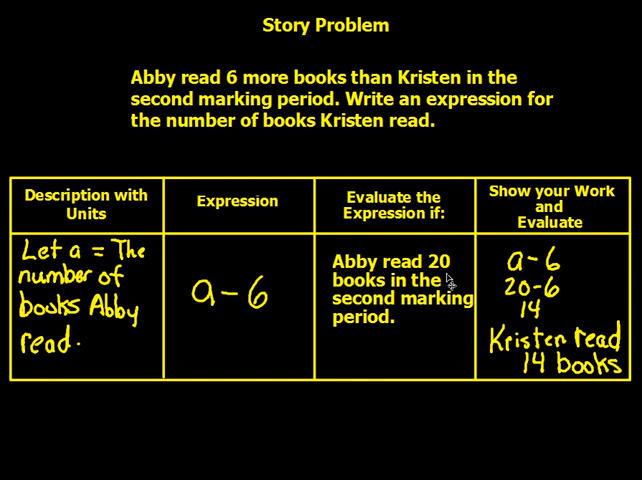 Story Problem
Abby read 6 more books than Kristen in the
second marking period. Write an expression for
the number of books Kristen read.
Description with
Units
Expression
Evaluate the
Expression if:
Show your Work
and
Evaluate
Let a = The
number of
books Abby
read.
a - 6
Abby read 20
books in the
second marking
period.
a - 6
20-6
14
Kristen read
14 books